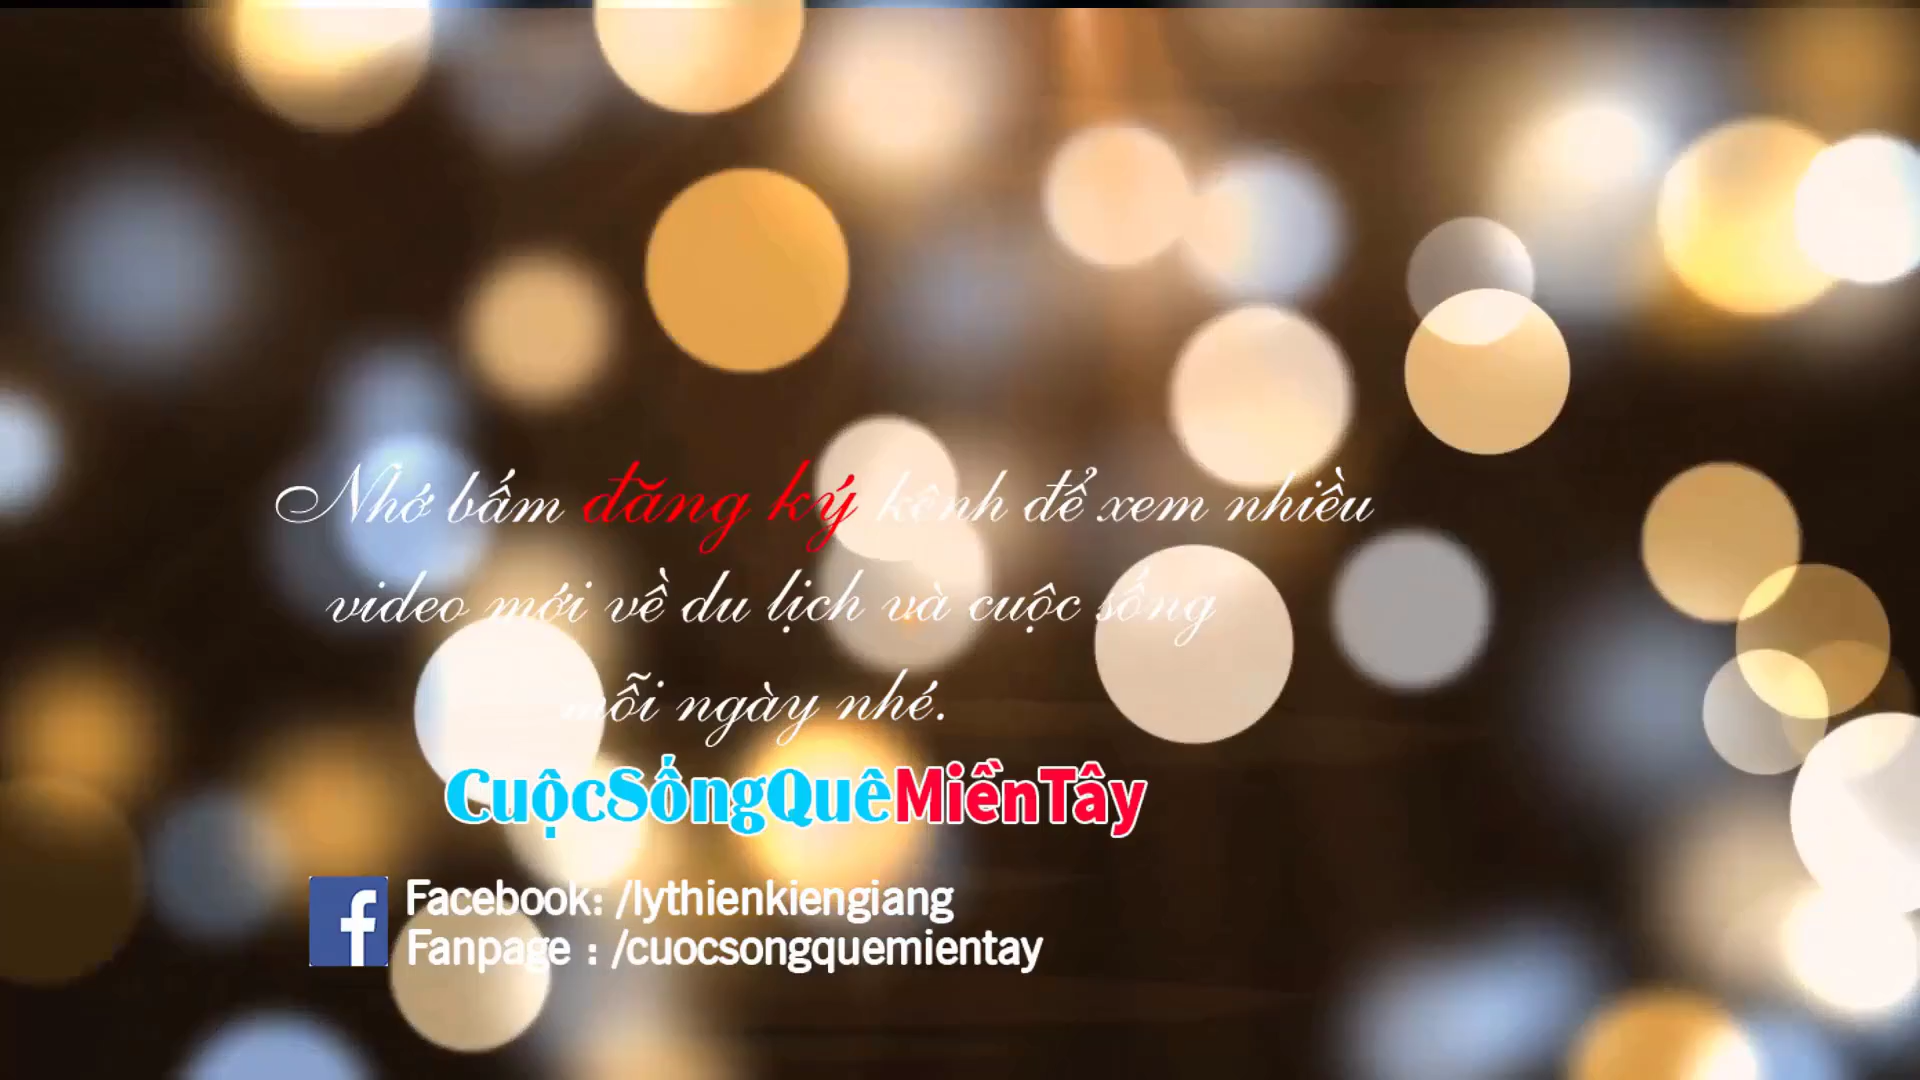 Nhớ bấm đăng ký kênh để xem nhiều
video mới về du lịch và cuộc sống
mỗi ngày nhé.
CuộcSốngQuêMiềnTây
Facebook: /lythienkiengiang
Fanpage : /cuocsongquemientay